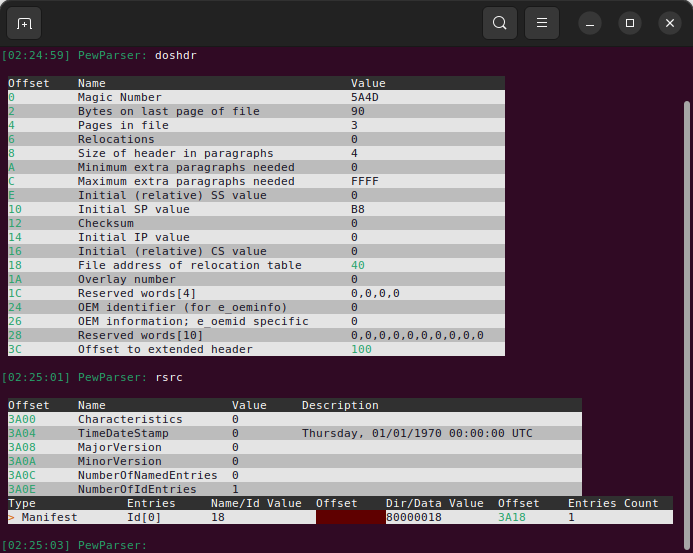 [02:24:59] PewParser: doshdr
Offset Name Value
0 Magic Number 5A4D
2 Bytes on last page of file 90
4 Pages in file 3
6 Relocations 0
8 Size of header in paragraphs 4
A Minimum extra paragraphs needed 0
C Maximum extra paragraphs needed FFFF
E Initial (relative) SS value 0
10 Initial SP value B8
12 Checksum 0
14 Initial IP value 0
16 Initial (relative) CS value 0
18 File address of relocation table 40
1A Overlay number 0
1C Reserved words[4] 0,0,0,0
24 OEM identifier (for e_oeminfo) 0
26 OEM information; e_oemid specific 0
28 Reserved words[10] 0,0,0,0,0,0,0,0,0,0
3C Offset to extended header 100
[02:25:01] PewParser: rsrc
Offset Name Value Description
3A00 Characteristics 0
3A04 TimeDateStamp 0 Thursday, 01/01/1970 00:00:00 UTC
3A08 MajorVersion 0
3A0A MinorVersion 0
3A0C NumberOfNamedEntries 0
3A0E NumberOfIdEntries 1
Type Entries Name/Id Value Offset Dir/Data Value Offset Entries Count
> Manifest Id[0] 18 80000018 3A18 1
[02:25:03] PewParser: